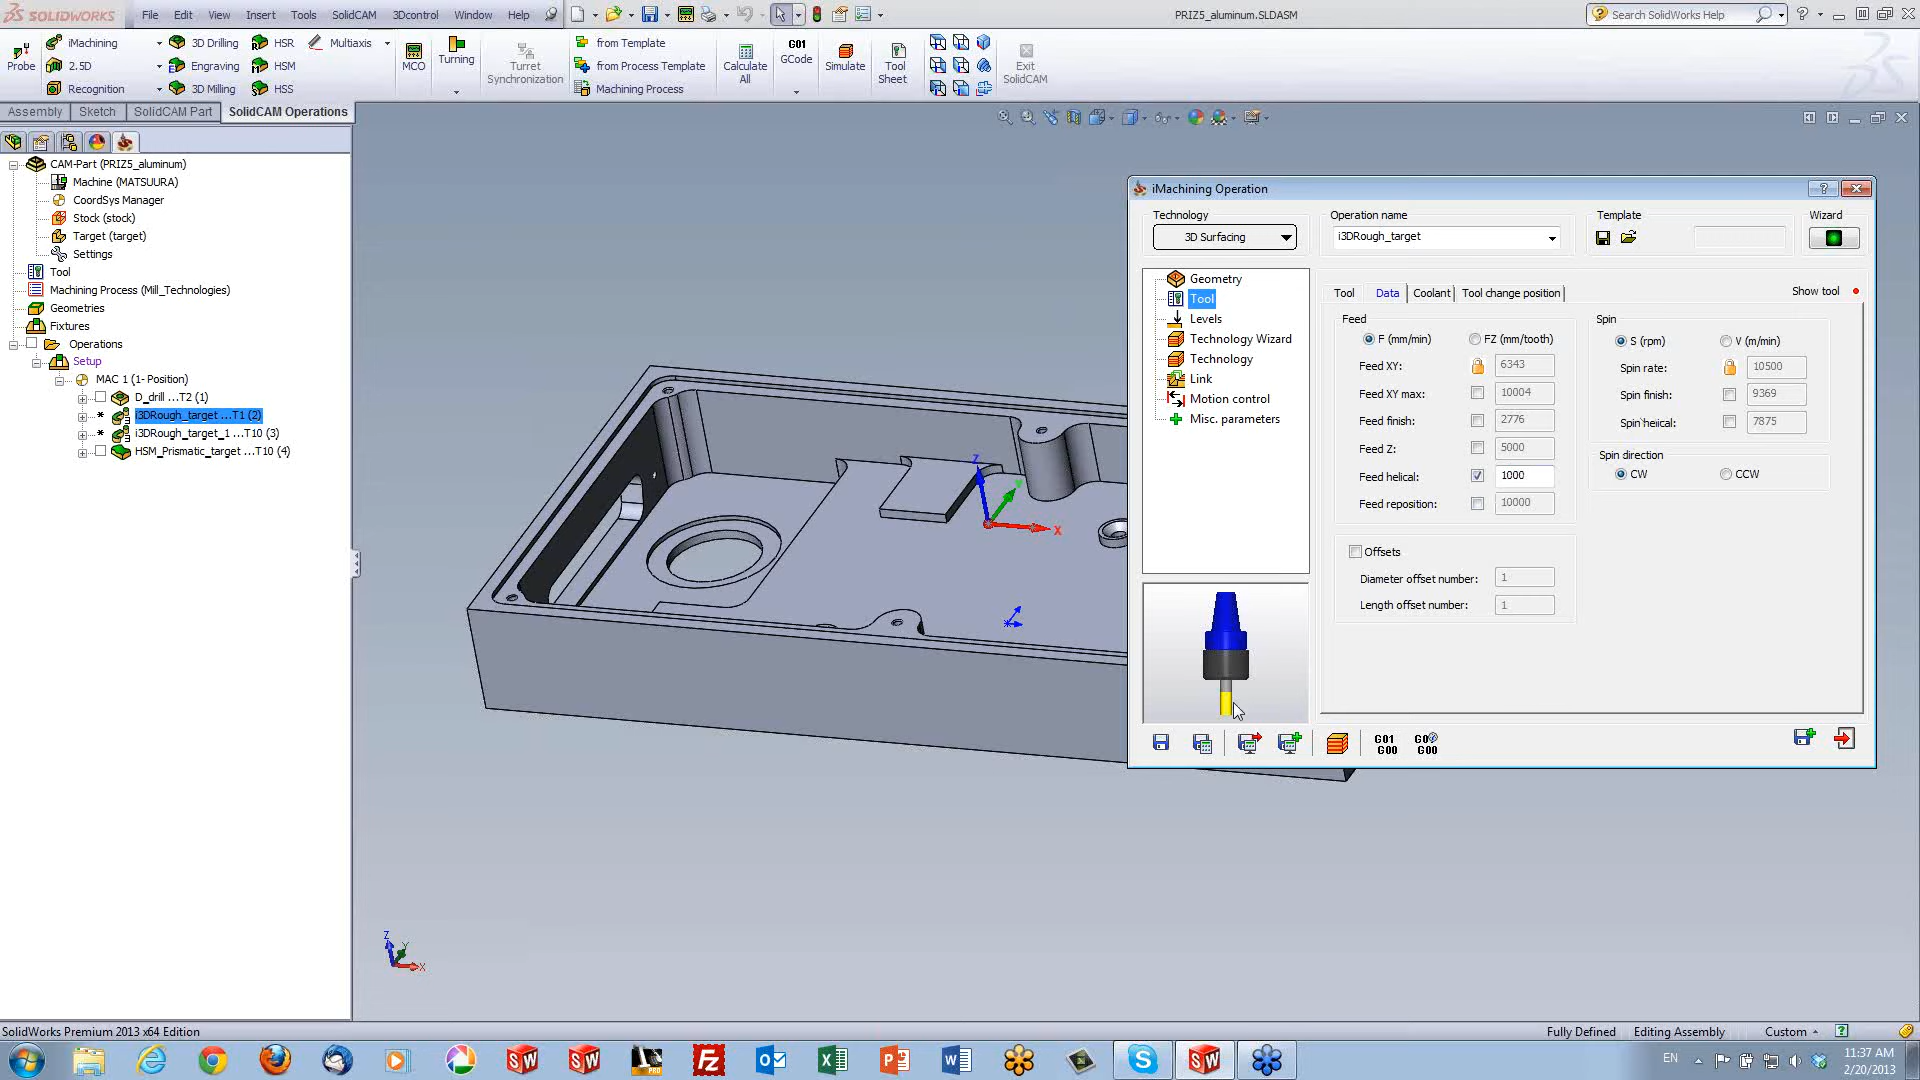 SOLIDWORKS File Edit View Insert Tools SolidCAM 3Dcontrol Window Help PRIZ5_aluminum.SLDASM Search SolidWorks Help
Probe iMachining 2.5D Recognition 3D Drilling Engraving 3D Milling HSR HSM HSS Multiaxis MCO Turning Turret Synchronization from Template from Process Template Machining Process Calculate All G01 GCode Simulate Tool Sheet Exit SolidCAM
Assembly Sketch SolidCAM Part SolidCAM Operations
CAM-Part (PRIZ5_aluminum)
Machine (MATSUURA)
CoordSys Manager
Stock (stock)
Target (target)
Settings
Tool
Machining Process (Mill_Technologies)
Geometries
Fixtures
Operations
Setup
MAC 1 (1- Position)
D_drill ...T2 (1)
i3DRough_target ...T1 (2)
i3DRough_target_1 ...T10 (3)
HSM_Prismatic_target ...T10 (4)
Z
Y
X
Z
Y
X
iMachining Operation
Technology Operation name Template Wizard
3D Surfacing i3DRough_target
Geometry
Tool
Levels
Technology Wizard
Technology
Link
Motion control
Misc. parameters
Tool Data Coolant Tool change position Show tool
Feed
F (mm/min) FZ (mm/tooth)
Feed XY: 6343
Feed XY max: 10004
Feed finish: 2776
Feed Z: 5000
Feed helical: 1000
Feed reposition: 10000
Spin
S (rpm) V (m/min)
Spin rate: 10500
Spin finish: 9369
Spin helical: 7875
Spin direction
CW CCW
Offsets
Diameter offset number: 1
Length offset number: 1
G01 G00
G00
SolidWorks Premium 2013 x64 Edition Fully Defined Editing Assembly Custom
EN 11:37 AM
2/20/2013